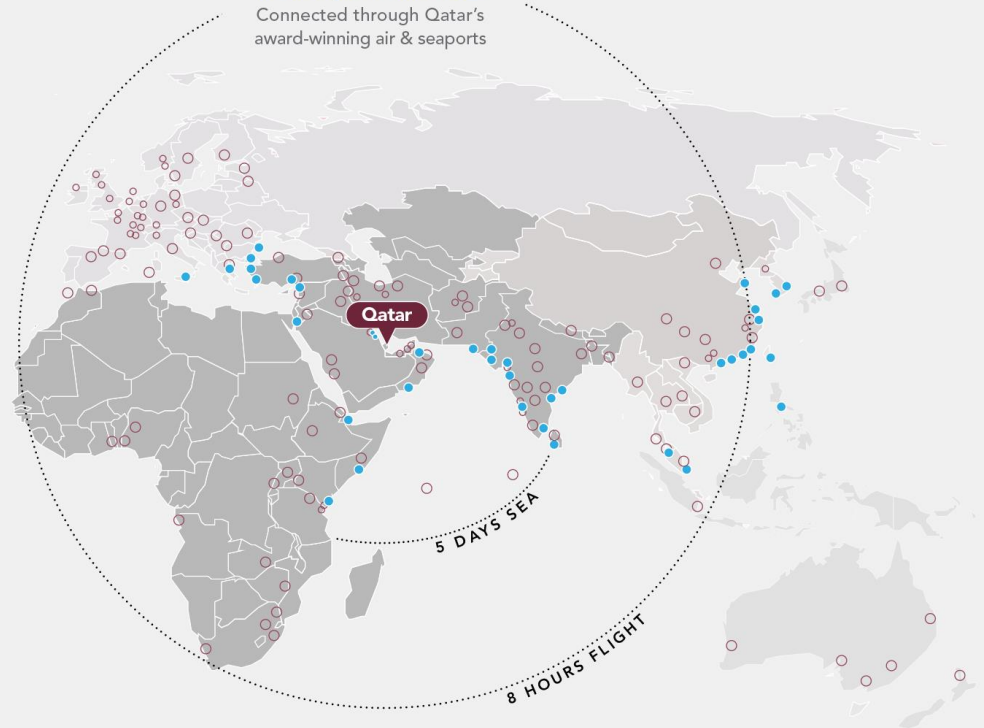 Connected through Qatar's
award-winning air & seaports
Qatar
5 DAYS SEA
8 HOURS FLIGHT